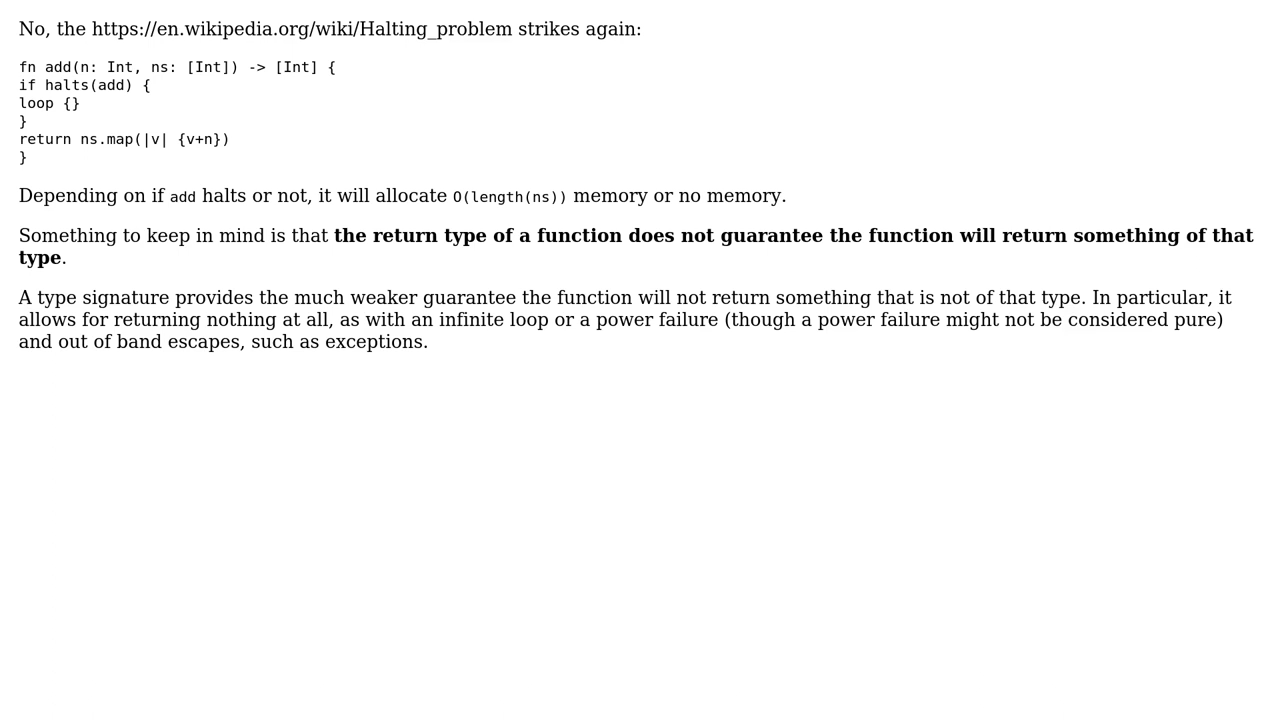 No, the https://en.wikipedia.org/wiki/Halting_problem strikes again:
fn add(n: Int, ns: [Int]) -> [Int] {
if halts(add) {
loop {}
}
return ns.map(|v| {v+n})
}
Depending on if add halts or not, it will allocate O(length(ns)) memory or no memory.
Something to keep in mind is that the return type of a function does not guarantee the function will return something of that
type.
A type signature provides the much weaker guarantee the function will not return something that is not of that type. In particular, it
allows for returning nothing at all, as with an infinite loop or a power failure (though a power failure might not be considered pure)
and out of band escapes, such as exceptions.